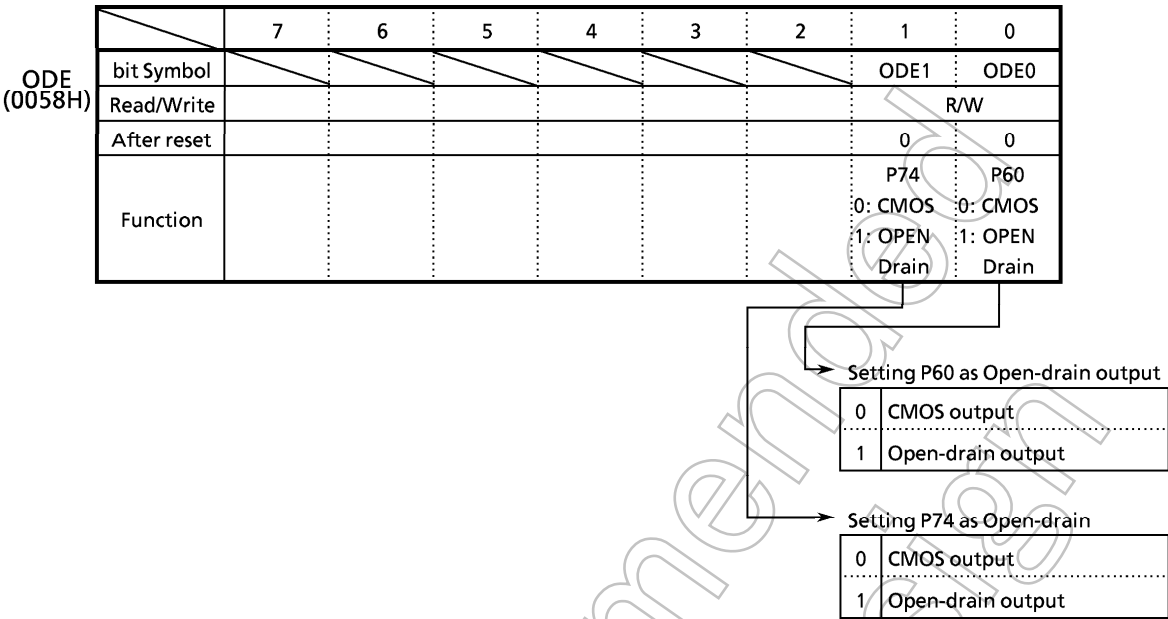 7 6 5 4 3 2 1 0
ODE
(0058H)
bit Symbol ODE1 ODE0
Read/Write R/W
After reset 0 0
Function
P74 P60
0: CMOS 0: CMOS
1: OPEN 1: OPEN
Drain Drain
Setting P60 as Open-drain output
0 CMOS output
1 Open-drain output
Setting P74 as Open-drain
0 CMOS output
1 Open-drain output
mended
sign